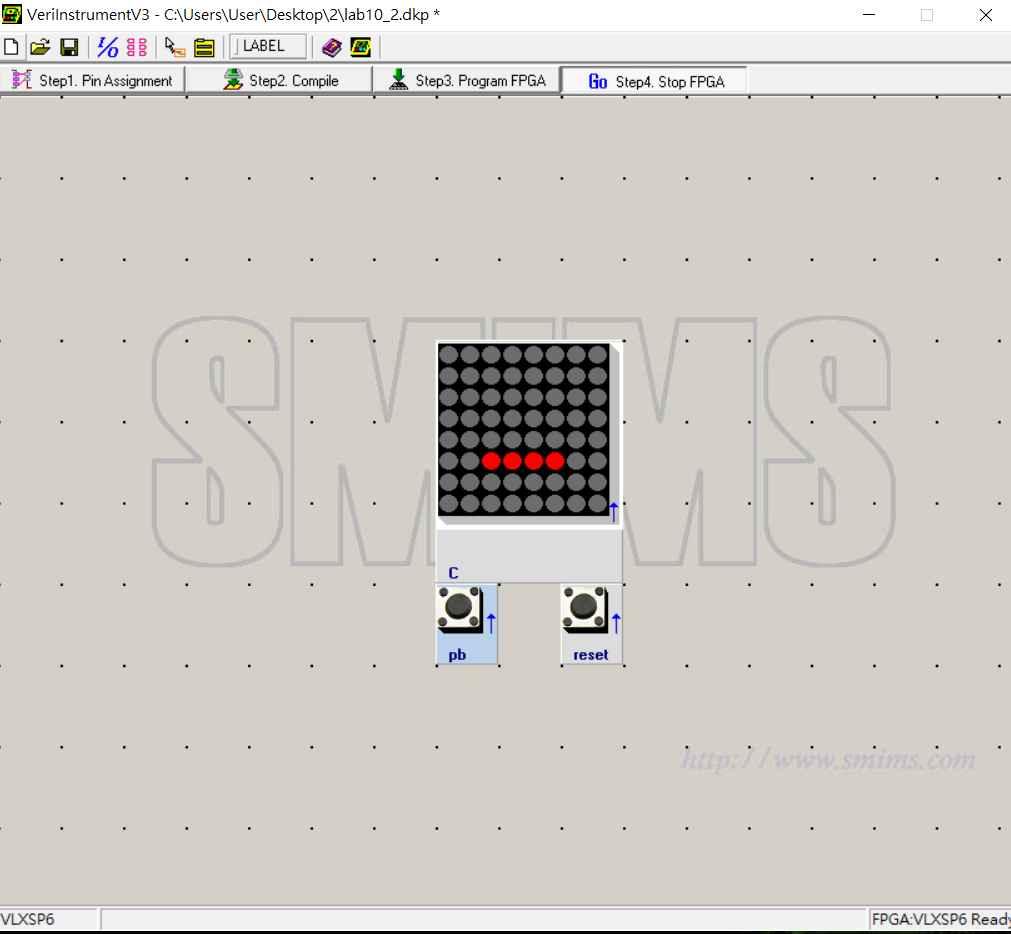 VeriInstrumentV3 - C:\Users\User\Desktop\2\lab10_2.dkp *
I/O LABEL
Step1. Pin Assignment Step2. Compile Step3. Program FPGA Go Step4. Stop FPGA
SMIMS
C
pb reset
http://www.smims.com
VLXSP6 FPGA:VLXSP6 Ready